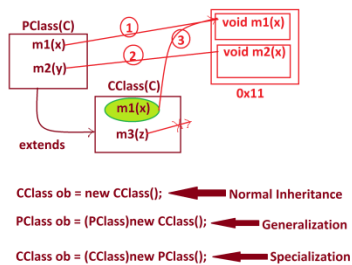 PClass(C)
m1(x)
m2(y)
1
2
3
void m1(x)
void m2(x)
0x11
CClass(C)
m1(x)
m3(z)
extends
CClass ob = new CClass(); Normal Inheritance
PClass ob = (PClass)new CClass(); Generalization
CClass ob = (CClass)new PClass(); Specialization